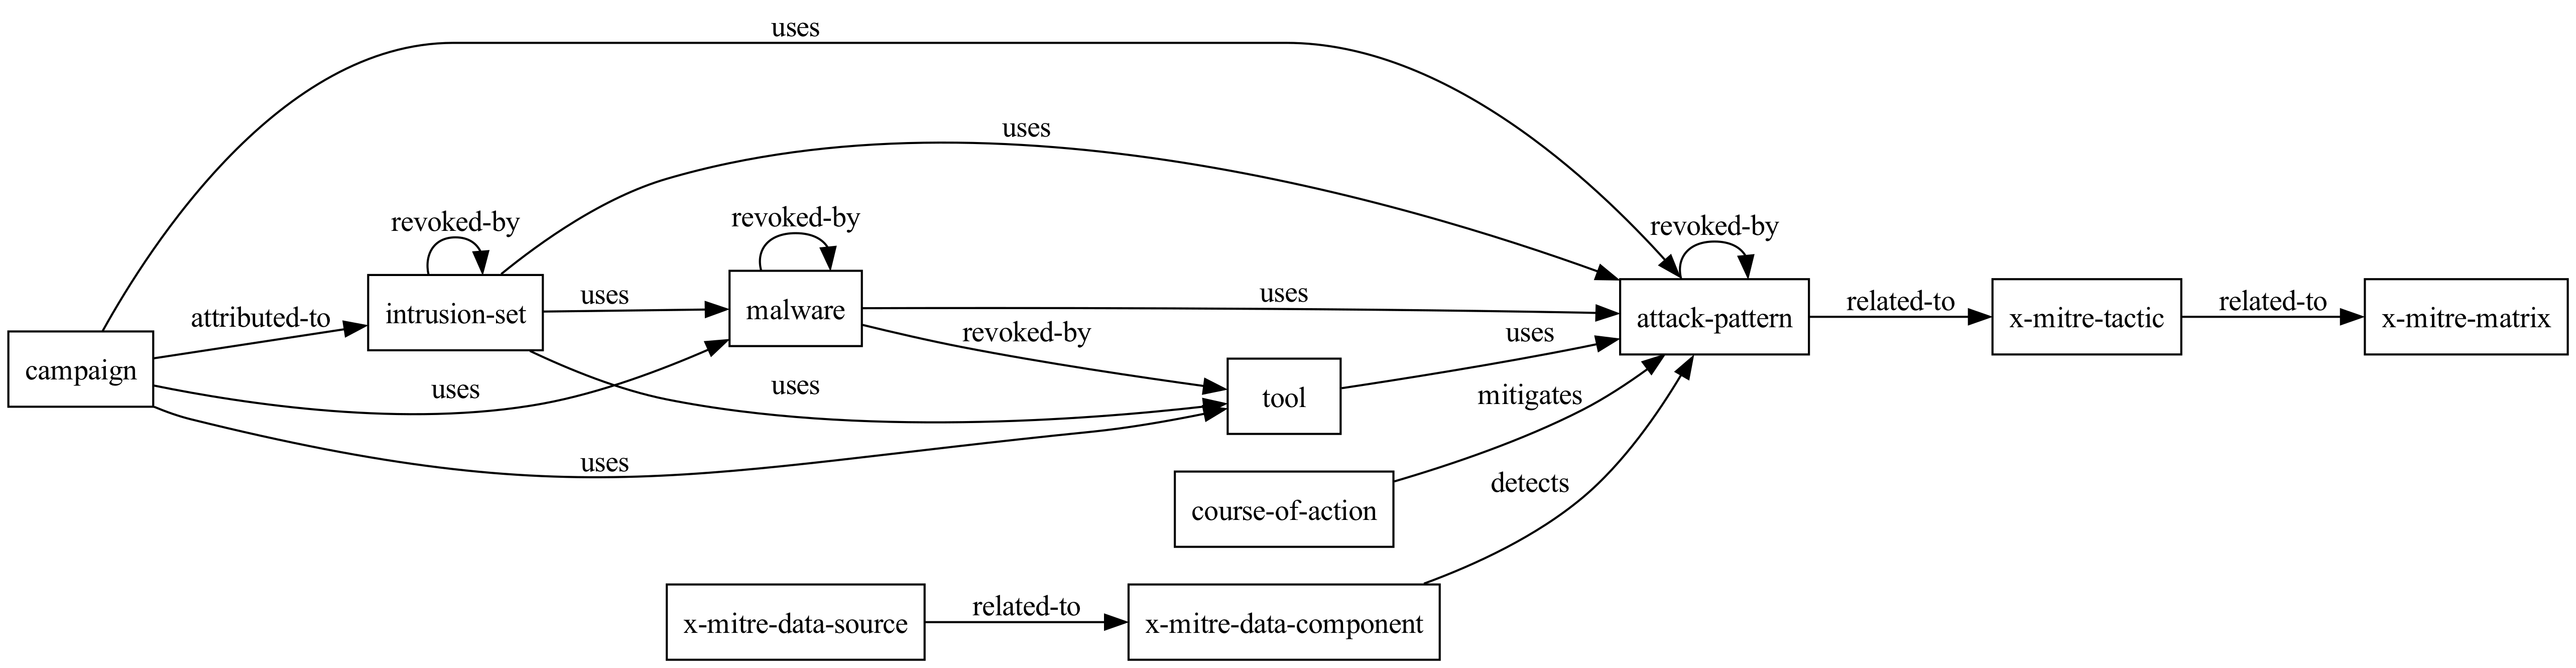 uses
uses
revoked-by
revoked-by
revoked-by
uses
uses
attributed-to
intrusion-set
malware
attack-pattern
related-to
x-mitre-tactic
related-to
x-mitre-matrix
revoked-by
uses
campaign
uses
uses
tool
mitigates
uses
detects
course-of-action
x-mitre-data-source
related-to
x-mitre-data-component